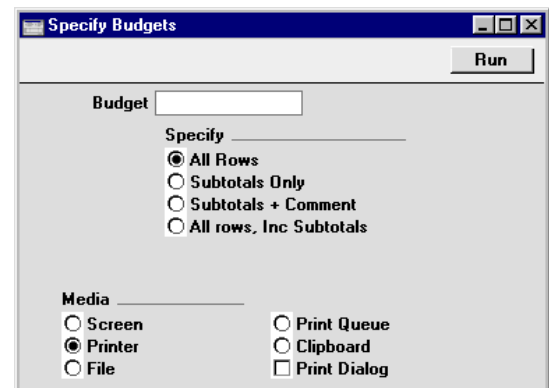 Specify Budgets
Run
Budget
Specify
All Rows
Subtotals Only
Subtotals + Comment
All rows, Inc Subtotals
Media
Screen
Print Queue
Printer
Clipboard
File
Print Dialog